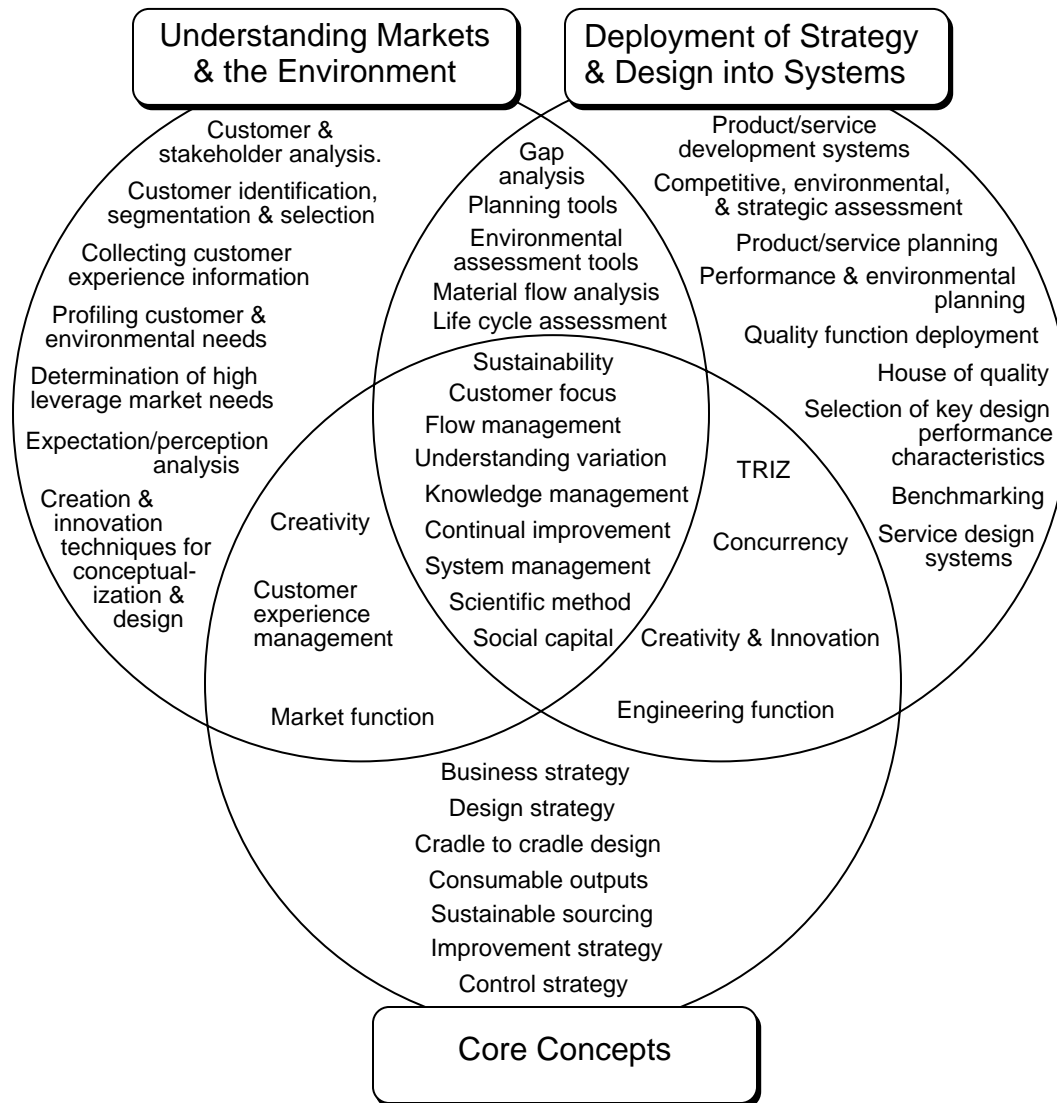 Understanding Markets
& the Environment
Deployment of Strategy
& Design into Systems
Customer &
stakeholder analysis.
Customer identification,
segmentation & selection
Collecting customer
experience information
Profiling customer &
environmental needs
Determination of high
leverage market needs
Expectation/perception
analysis
Creation &
innovation
techniques for
conceptual-
ization &
design
Gap
analysis
Planning tools
Environmental
assessment tools
Material flow analysis
Life cycle assessment
Product/service
development systems
Competitive, environmental,
& strategic assessment
Product/service planning
Performance & environmental
planning
Quality function deployment
House of quality
Selection of key design
performance
characteristics
Benchmarking
Service design
systems
Sustainability
Customer focus
Flow management
Understanding variation
Knowledge management
Continual improvement
System management
Scientific method
Social capital
Creativity
Customer
experience
management
Market function
TRIZ
Concurrency
Creativity & Innovation
Engineering function
Business strategy
Design strategy
Cradle to cradle design
Consumable outputs
Sustainable sourcing
Improvement strategy
Control strategy
Core Concepts